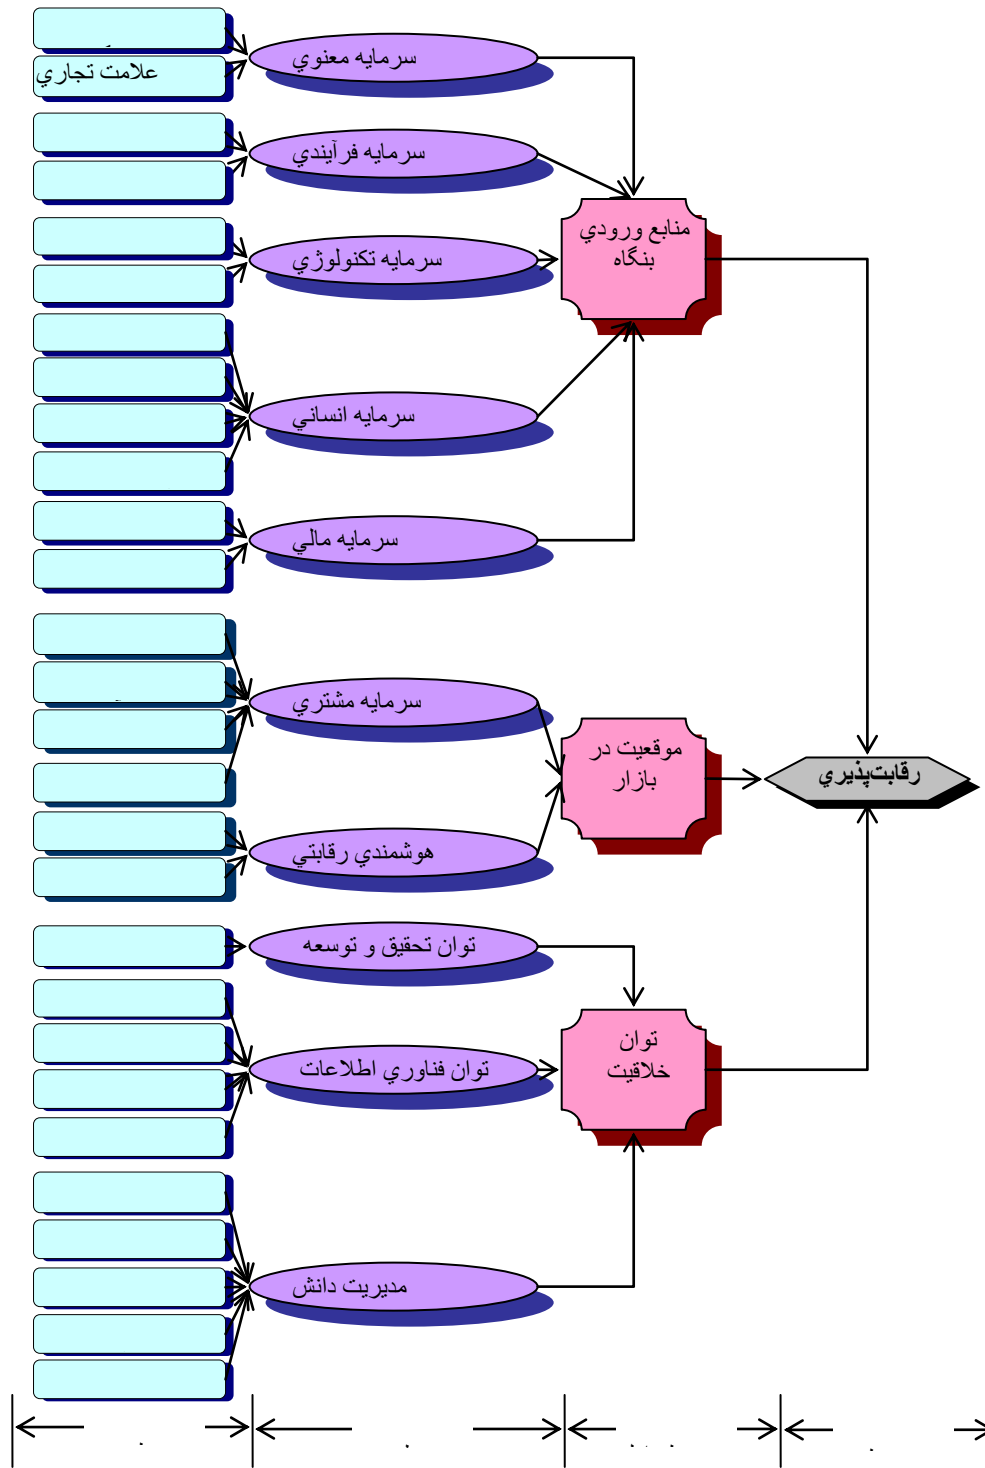 سرمايه معنوي
علامت تجاري
سرمايه فرآيندي
منابع ورودي
بنگاه
سرمايه تكنولوژي
سرمايه انساني
سرمايه مالي
سرمايه مشتري
موقعيت در
بازار
رقابت‌پذيري
هوشمندي رقابتي
توان تحقيق و توسعه
توان
خلاقيت
توان فناوري اطلاعات
مديريت دانش